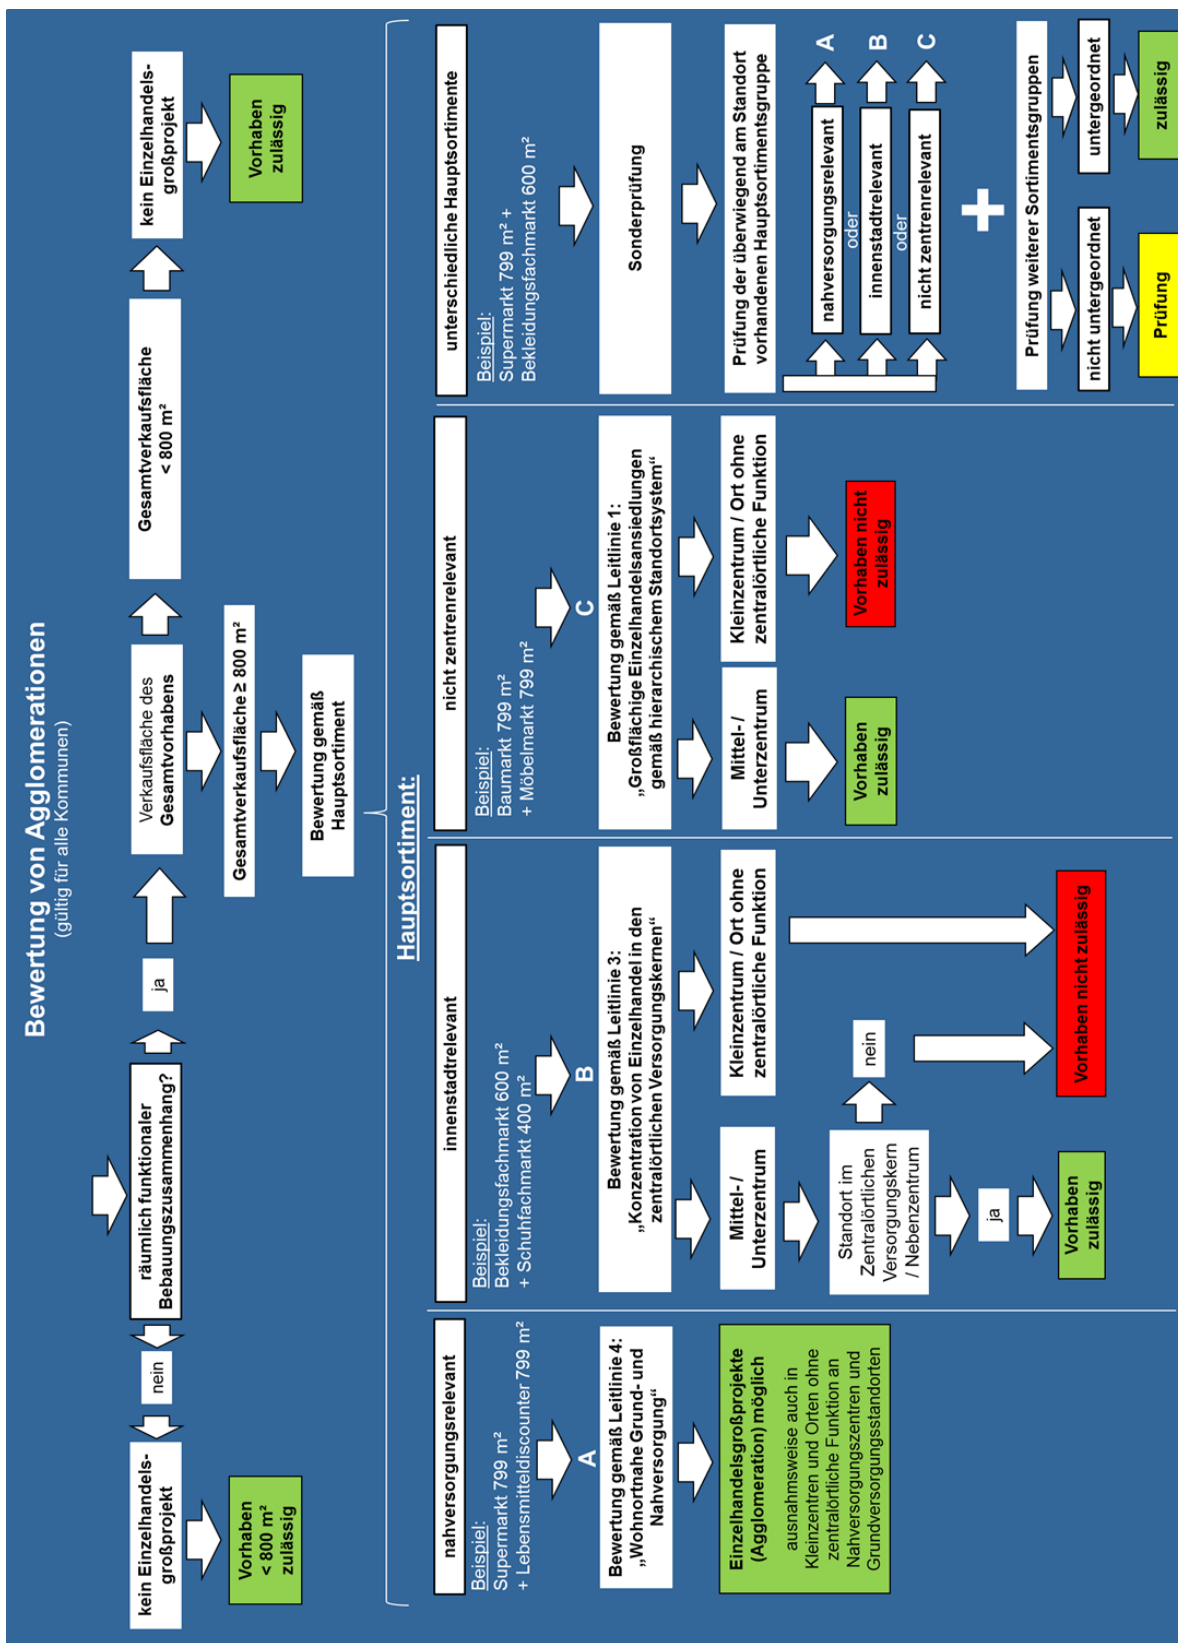 Bewertung von Agglomerationen
(gültig für alle Kommunen)
räumlich funktionaler
Bebauungszusammenhang?
nein
kein Einzelhandels-
großprojekt
Vorhaben
< 800 m²
zulässig
ja
Verkaufsfläche des
Gesamtvorhabens
Gesamtverkaufsfläche
< 800 m²
kein Einzelhandels-
großprojekt
Vorhaben
zulässig
Gesamtverkaufsfläche ≥ 800 m²
Bewertung gemäß
Hauptsortiment
Hauptsortiment:
nahversorgungsrelevant
Beispiel:
Supermarkt 799 m²
+ Lebensmitteldiscounter 799 m²
A
Bewertung gemäß Leitlinie 4:
„Wohnortnahe Grund- und
Nahversorgung“
Einzelhandelsgroßprojekte
(Agglomeration) möglich
ausnahmsweise auch in
Kleinzentren und Orten ohne
zentralörtliche Funktion an
Nahversorgungszentren und
Grundversorgungsstandorten
innenstadtrelevant
Beispiel:
Bekleidungsfachmarkt 600 m²
+ Schuhfachmarkt 400 m²
B
Bewertung gemäß Leitlinie 3:
„Konzentration von Einzelhandel in den
zentralörtlichen Versorgungskernen“
Mittel- /
Unterzentrum
Kleinzentrum / Ort ohne
zentralörtliche Funktion
Standort im
Zentralörtlichen
Versorgungskern
/ Nebenzentrum
nein
ja
Vorhaben
zulässig
Vorhaben nicht zulässig
nicht zentrenrelevant
Beispiel:
Baumarkt 799 m²
+ Möbelmarkt 799 m²
C
Bewertung gemäß Leitlinie 1:
„Großflächige Einzelhandelsansiedlungen
gemäß hierarchischem Standortsystem“
Mittel- /
Unterzentrum
Kleinzentrum / Ort ohne
zentralörtliche Funktion
Vorhaben
zulässig
Vorhaben nicht
zulässig
unterschiedliche Hauptsortimente
Beispiel:
Supermarkt 799 m² +
Bekleidungsfachmarkt 600 m²
Sonderprüfung
Prüfung der überwiegend am Standort
vorhandenen Hauptsortimentsgruppe
nahversorgungsrelevant
A
oder
innenstadtrelevant
B
oder
nicht zentrenrelevant
C
+
Prüfung weiterer Sortimentsgruppen
nicht untergeordnet
untergeordnet
Prüfung
zulässig